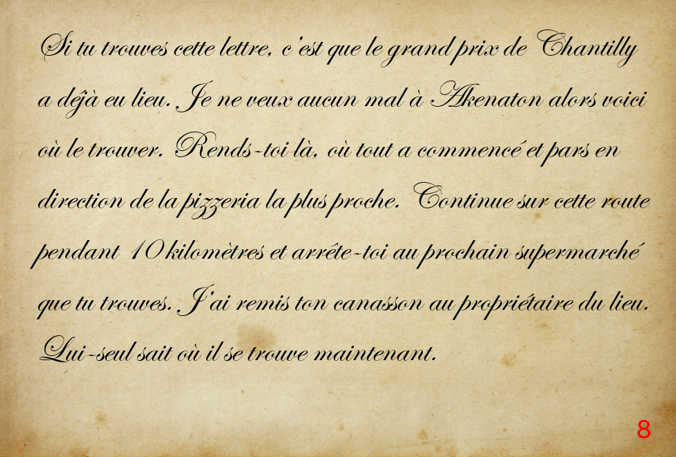 Si tu trouves cette lettre, c'est que le grand prix de Chantilly
a déjà eu lieu. Je ne veux aucun mal à Akenaton alors voici
où le trouver. Rends-toi là, où tout a commencé et pars en
direction de la pizzeria la plus proche. Continue sur cette route
pendant 10 kilomètres et arrête-toi au prochain supermarché
que tu trouves. J'ai remis ton canasson au propriétaire du lieu.
Lui-seul sait où il se trouve maintenant.
8